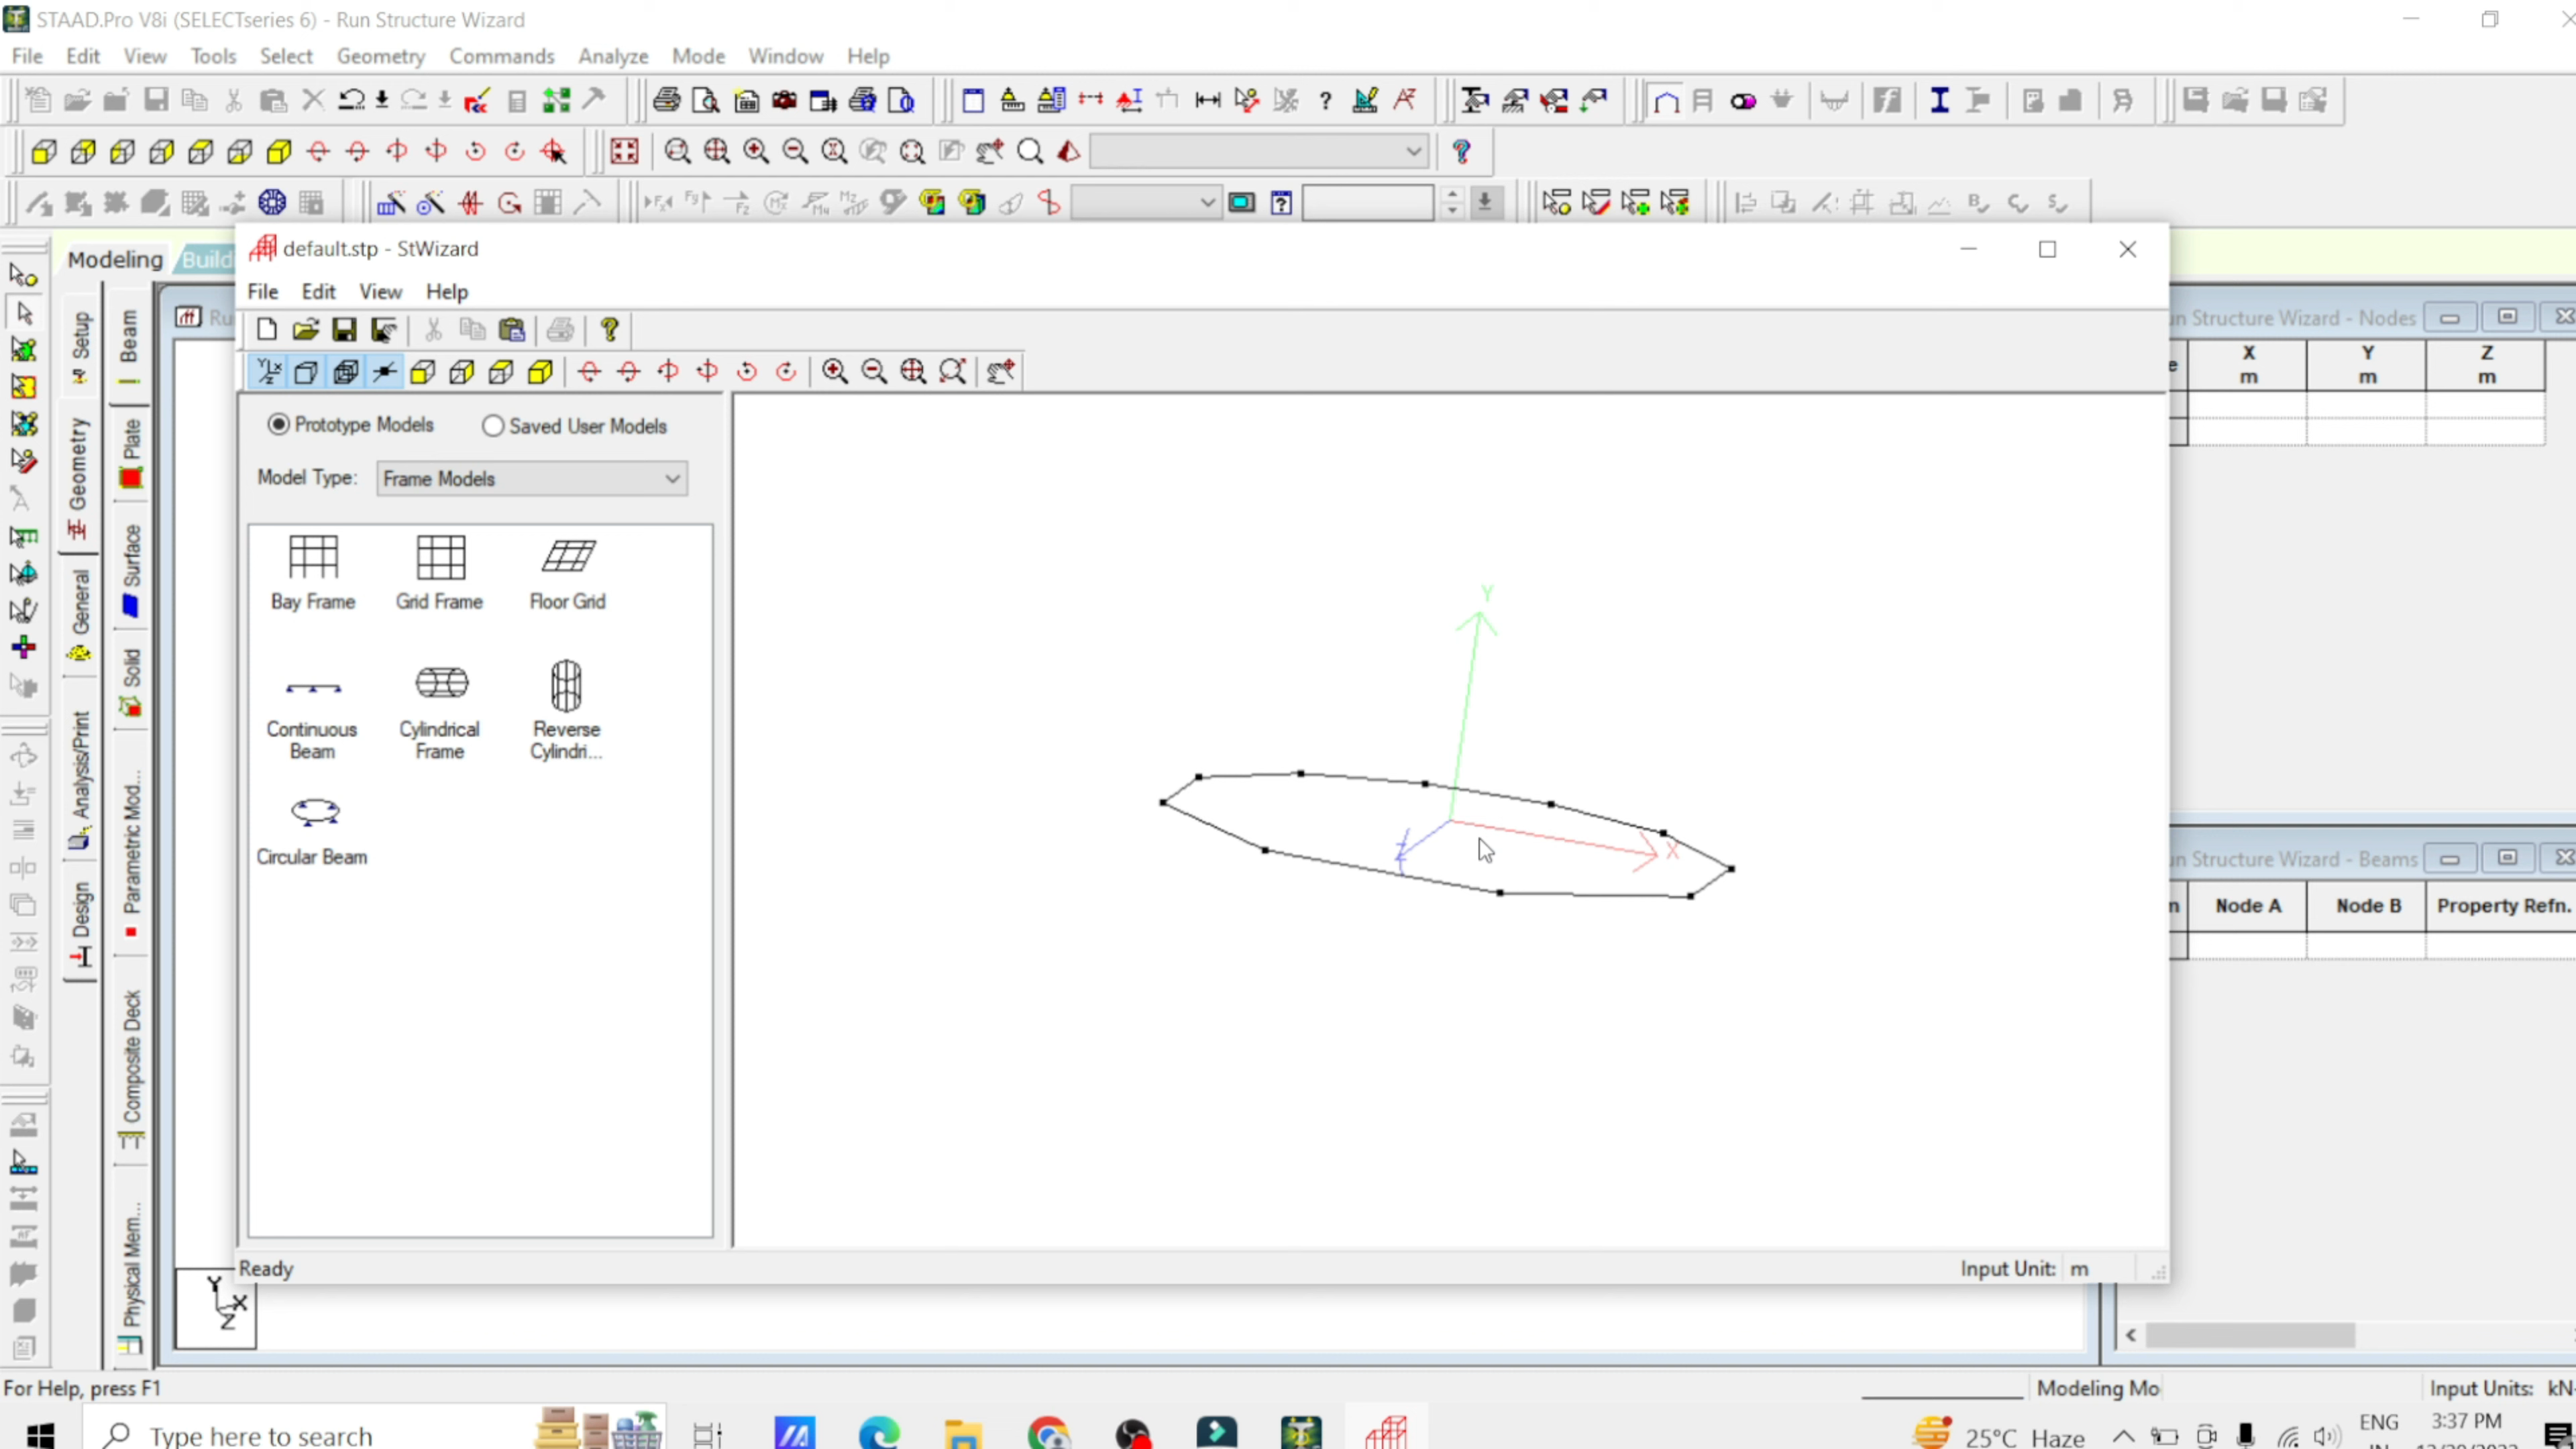 STAAD.Pro V8i (SELECTseries 6) - Run Structure Wizard
File Edit View Tools Select Geometry Commands Analyze Mode Window Help
Modeling Buildi
default.stp - StWizard
File Edit View Help
Prototype Models Saved User Models
Model Type: Frame Models
Bay Frame Grid Frame Floor Grid
Continuous Beam Cylindrical Frame Reverse Cylindri...
Circular Beam
Y
X
Z
Ready
Input Unit: m
Setup
Geometry
General
Analysis/Print
Design
Beam
Plate
Surface
Solid
Parametric Mod...
Composite Deck
Physical Mem...
Ru
un Structure Wizard - Nodes
e X m Y m Z m
un Structure Wizard - Beams
n Node A Node B Property Refn.
Y
X
Z
For Help, press F1
Modeling Mo
Input Units: kN-
Type here to search
25°C Haze
ENG
3:37 PM